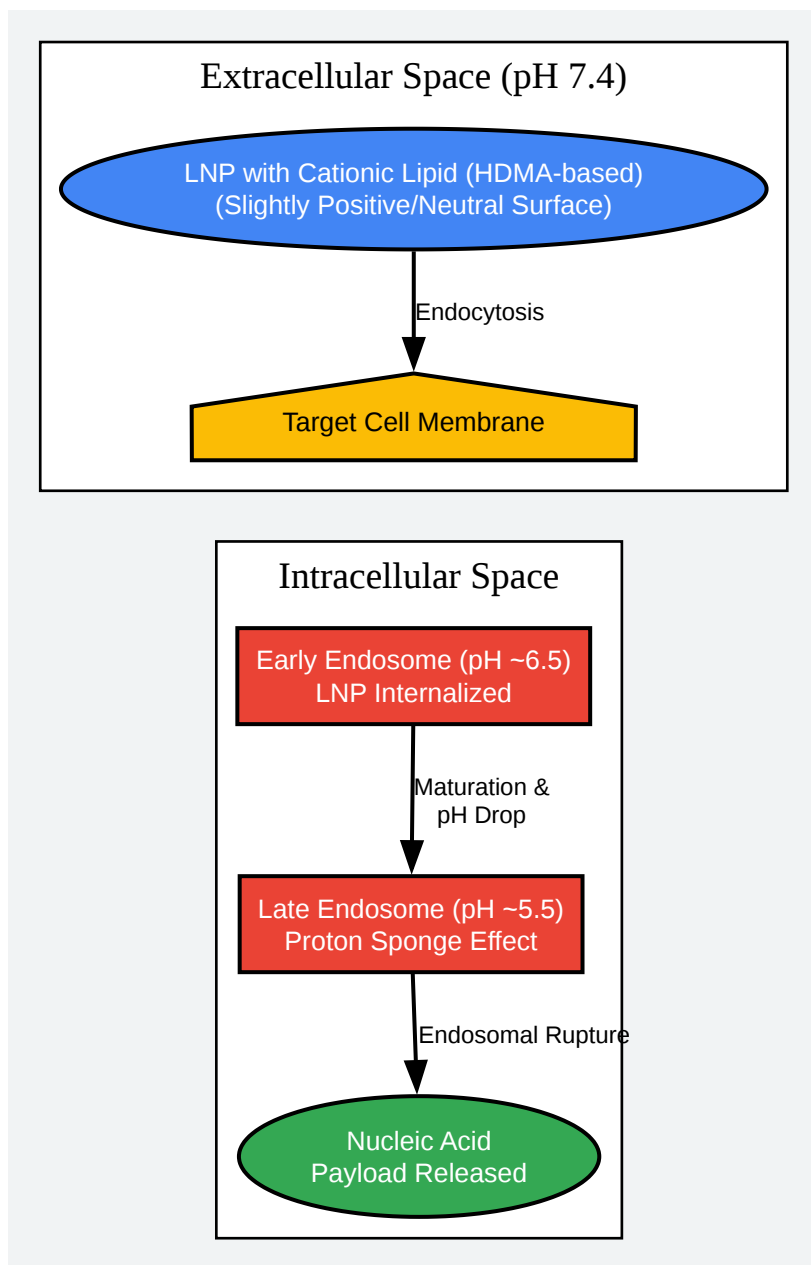 Extracellular Space (pH 7.4)
LNP with Cationic Lipid (HDMA-based)
(Slightly Positive/Neutral Surface)
Endocytosis
Target Cell Membrane
Intracellular Space
Early Endosome (pH ~6.5)
LNP Internalized
Maturation &
pH Drop
Late Endosome (pH ~5.5)
Proton Sponge Effect
Endosomal Rupture
Nucleic Acid
Payload Released